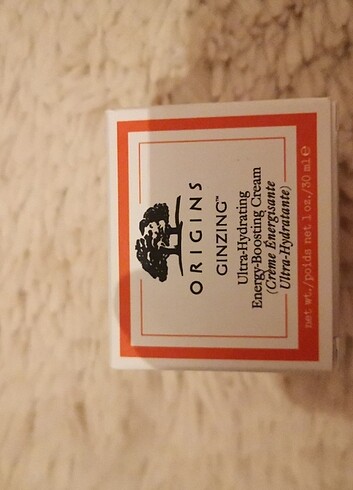 ORIGINS
GINZING™
Ultra-Hydrating
Energy-Boosting Cream
(Crème Énergisante
Ultra-Hydratante)
net wt./poids net 1 oz./30 ml ℮